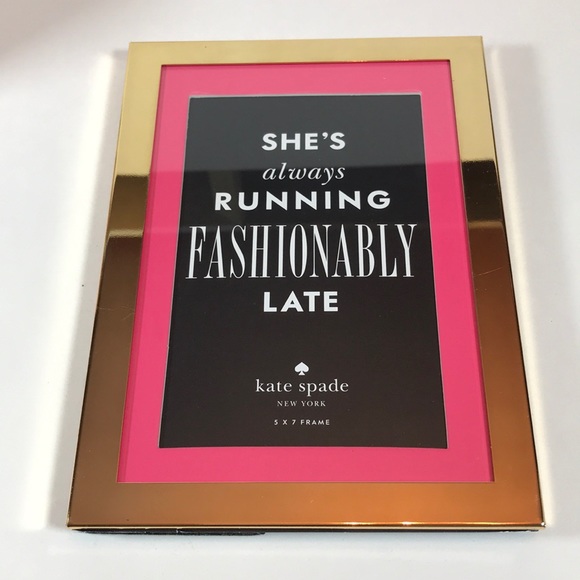 SHE'S
always
RUNNING
FASHIONABLY
LATE
kate spade
NEW YORK
5 X 7 FRAME